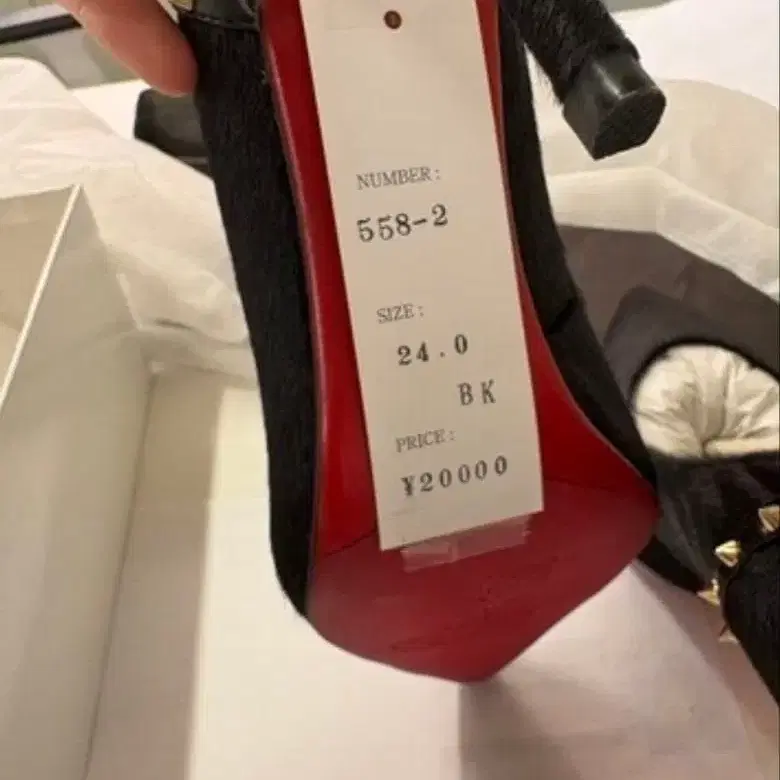 NUMBER:
558-2
SIZE:
24.0
BK
PRICE:
¥20000